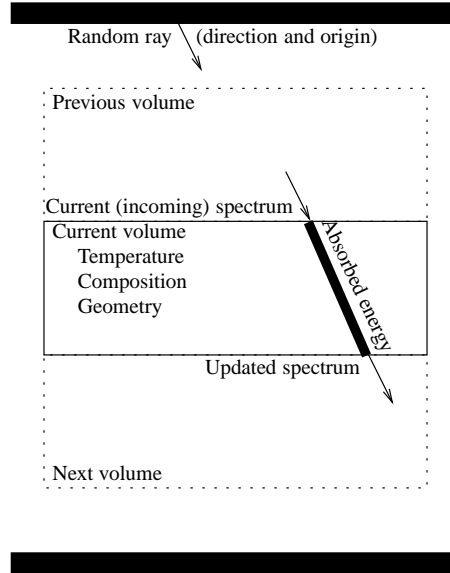 Random ray (direction and origin)
Previous volume
Current (incoming) spectrum
Current volume
Temperature
Composition
Geometry
Absorbed energy
Updated spectrum
Next volume